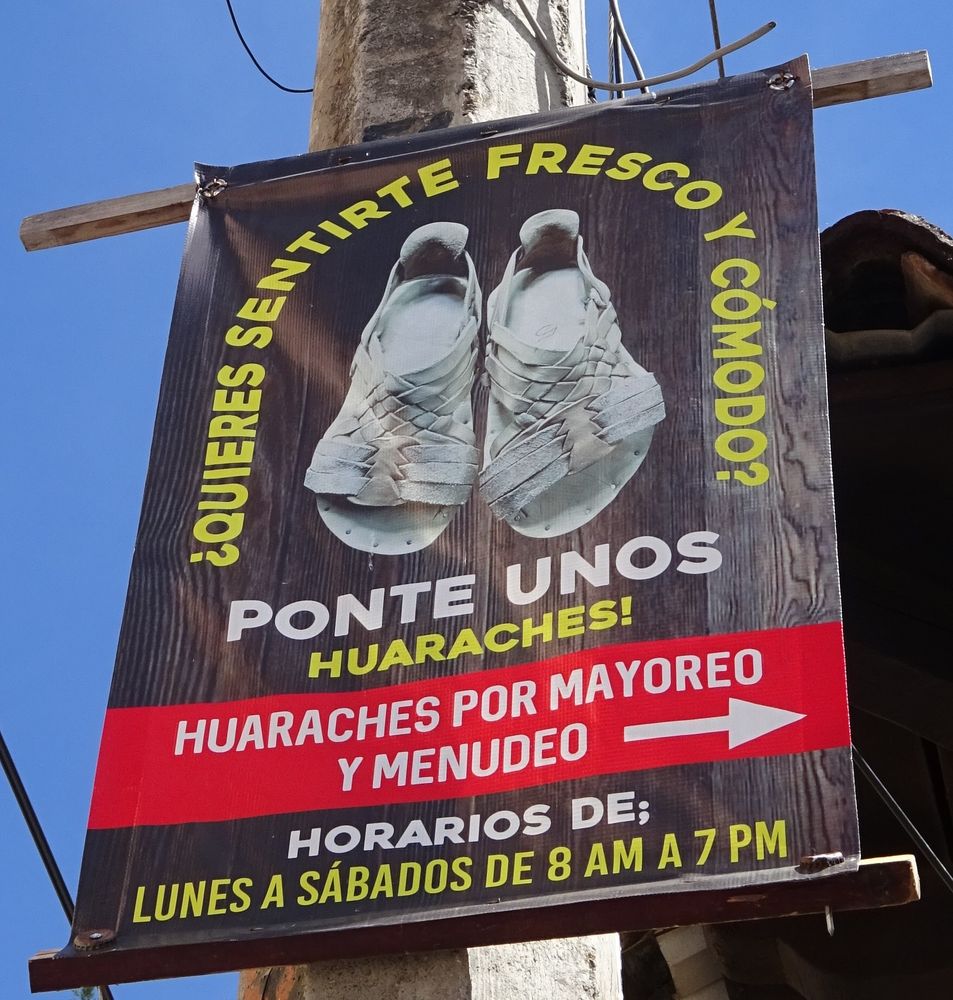 ¿QUIERES SENTIRTE FRESCO Y CÓMODO?
PONTE UNOS
HUARACHES!
HUARACHES POR MAYOREO
Y MENUDEO
HORARIOS DE;
LUNES A SÁBADOS DE 8 AM A 7 PM